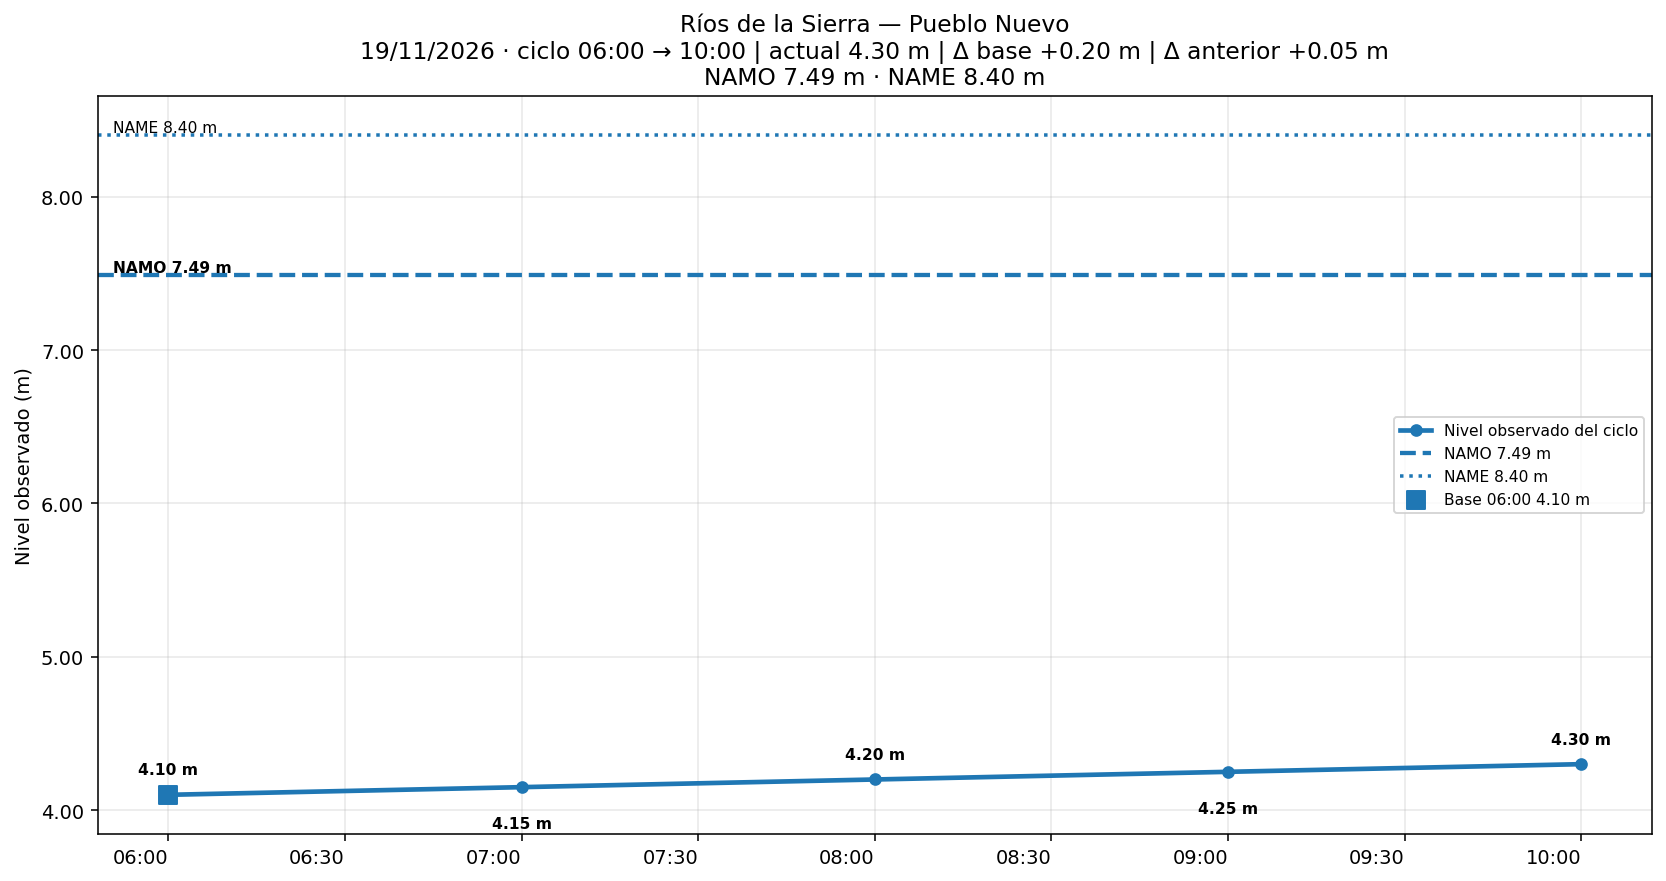 Ríos de la Sierra — Pueblo Nuevo
19/11/2026 · ciclo 06:00 → 10:00 | actual 4.30 m | Δ base +0.20 m | Δ anterior +0.05 m
NAMO 7.49 m · NAME 8.40 m
NAME 8.40 m
8.00
NAMO 7.49 m
7.00
Nivel observado (m)
Nivel observado del ciclo
NAMO 7.49 m
NAME 8.40 m
Base 06:00 4.10 m
6.00
5.00
4.10 m
4.15 m
4.20 m
4.25 m
4.30 m
4.00
06:00 06:30 07:00 07:30 08:00 08:30 09:00 09:30 10:00